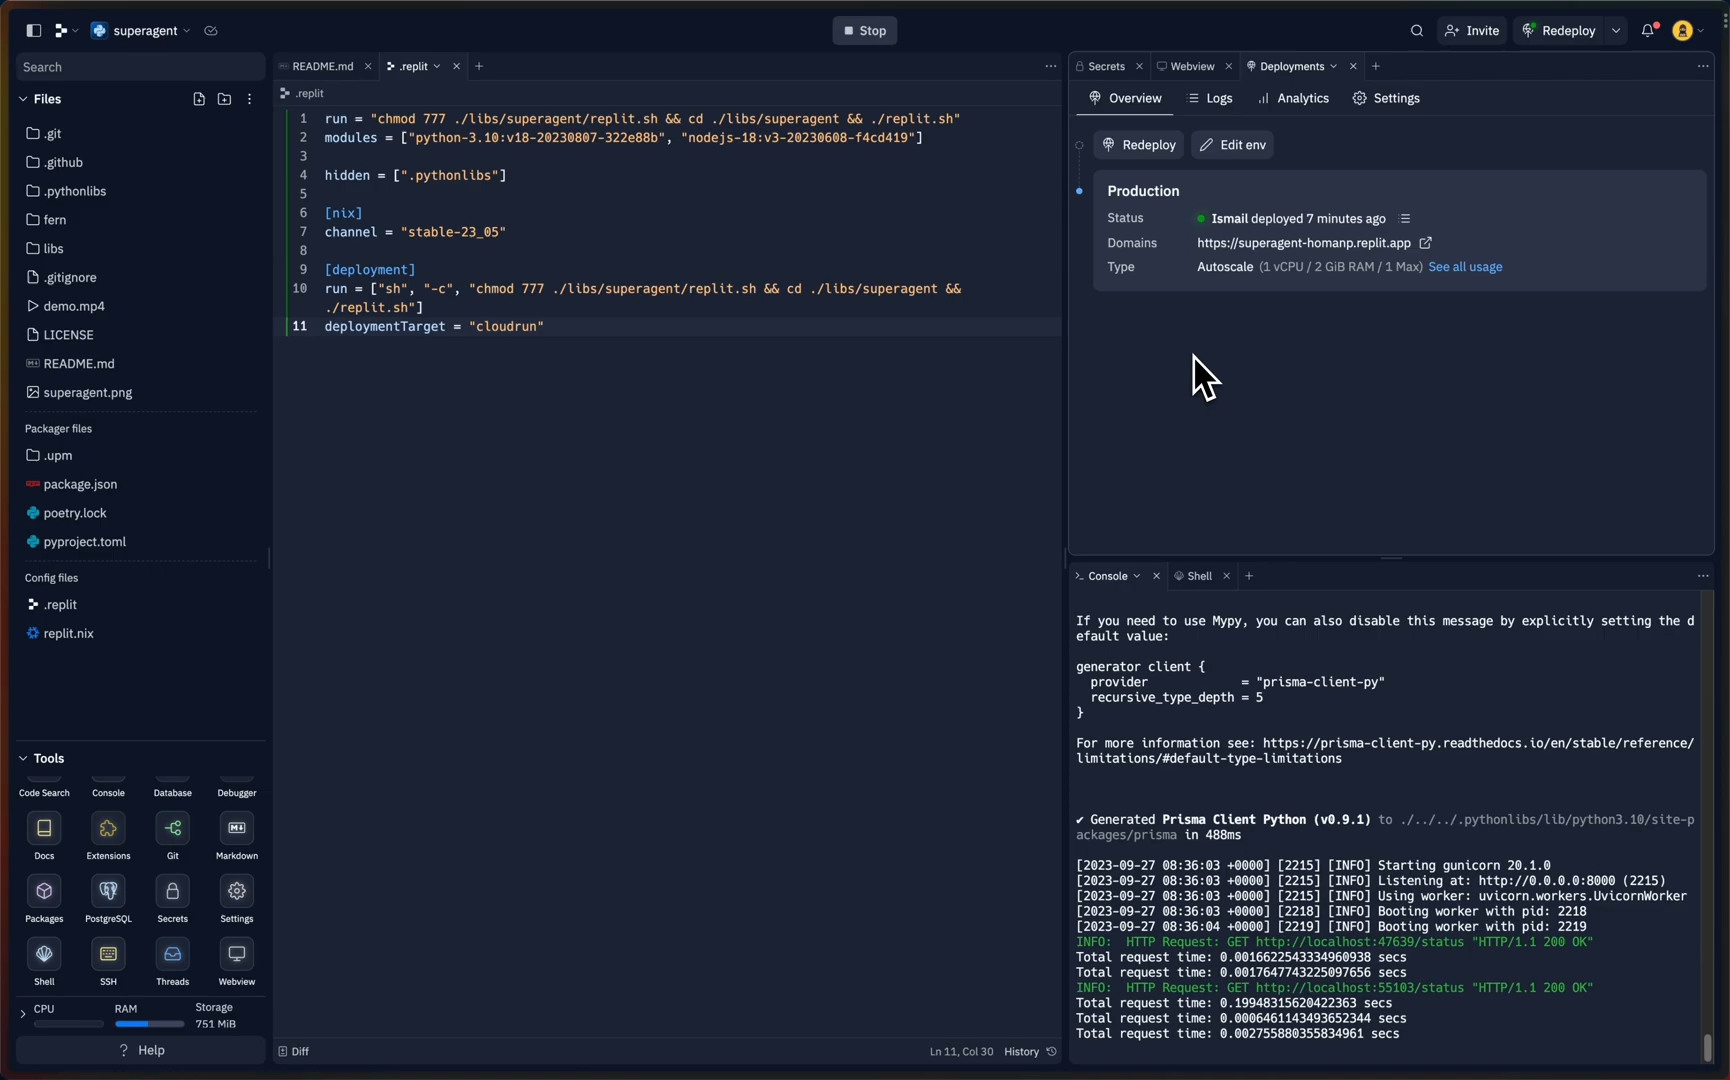 superagent
Stop
Invite
Redeploy
Search
Files
.git
.github
.pythonlibs
fern
libs
.gitignore
demo.mp4
LICENSE
README.md
superagent.png
Packager files
.upm
package.json
poetry.lock
pyproject.toml
Config files
.replit
replit.nix
Tools
Code Search Console Database Debugger
Docs Extensions Git Markdown
Packages PostgreSQL Secrets Settings
Shell SSH Threads Webview
CPU RAM Storage
751 MiB
? Help
README.md .replit
.replit
1 run = "chmod 777 ./libs/superagent/replit.sh && cd ./libs/superagent && ./replit.sh"
2 modules = ["python-3.10:v18-20230807-322e88b", "nodejs-18:v3-20230608-f4cd419"]
3
4 hidden = [".pythonlibs"]
5
6 [nix]
7 channel = "stable-23_05"
8
9 [deployment]
10 run = ["sh", "-c", "chmod 777 ./libs/superagent/replit.sh && cd ./libs/superagent &&
./replit.sh"]
11 deploymentTarget = "cloudrun"
Diff
Ln 11, Col 30 History
Secrets Webview Deployments
Overview Logs Analytics Settings
Redeploy Edit env
Production
Status Ismail deployed 7 minutes ago
Domains https://superagent-homanp.replit.app
Type Autoscale (1 vCPU / 2 GiB RAM / 1 Max) See all usage
Console Shell
If you need to use Mypy, you can also disable this message by explicitly setting the d
efault value:
generator client {
provider = "prisma-client-py"
recursive_type_depth = 5
}
For more information see: https://prisma-client-py.readthedocs.io/en/stable/reference/
limitations/#default-type-limitations
✔ Generated Prisma Client Python (v0.9.1) to ./../../.pythonlibs/lib/python3.10/site-p
ackages/prisma in 488ms
[2023-09-27 08:36:03 +0000] [2215] [INFO] Starting gunicorn 20.1.0
[2023-09-27 08:36:03 +0000] [2215] [INFO] Listening at: http://0.0.0.0:8000 (2215)
[2023-09-27 08:36:03 +0000] [2215] [INFO] Using worker: uvicorn.workers.UvicornWorker
[2023-09-27 08:36:03 +0000] [2218] [INFO] Booting worker with pid: 2218
[2023-09-27 08:36:04 +0000] [2219] [INFO] Booting worker with pid: 2219
INFO: HTTP Request: GET http://localhost:47639/status "HTTP/1.1 200 OK"
Total request time: 0.0016622543334960938 secs
Total request time: 0.0017647743225097656 secs
INFO: HTTP Request: GET http://localhost:55103/status "HTTP/1.1 200 OK"
Total request time: 0.19948315620422363 secs
Total request time: 0.0006461143493652344 secs
Total request time: 0.002755880355834961 secs